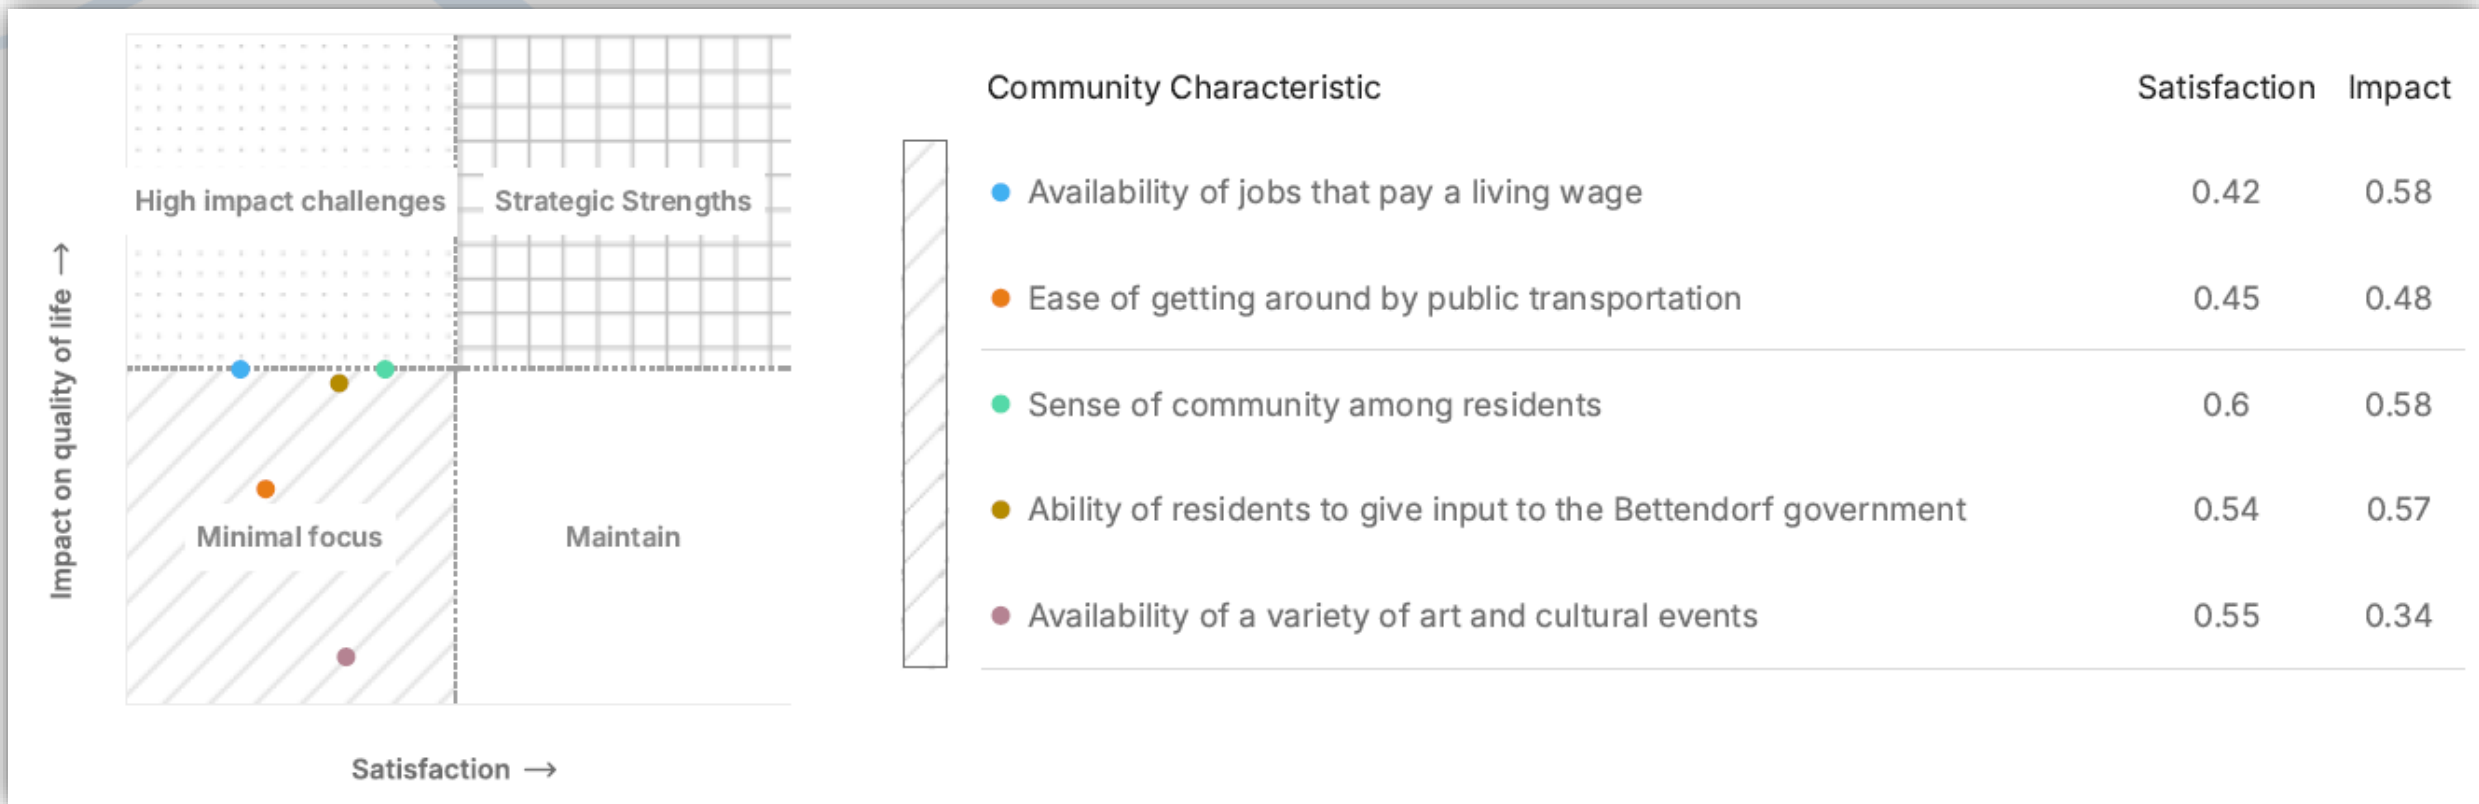 High impact challenges
Strategic Strengths
Minimal focus
Maintain
Impact on quality of life →
Satisfaction →
Community Characteristic Satisfaction Impact
Availability of jobs that pay a living wage 0.42 0.58
Ease of getting around by public transportation 0.45 0.48
Sense of community among residents 0.6 0.58
Ability of residents to give input to the Bettendorf government 0.54 0.57
Availability of a variety of art and cultural events 0.55 0.34